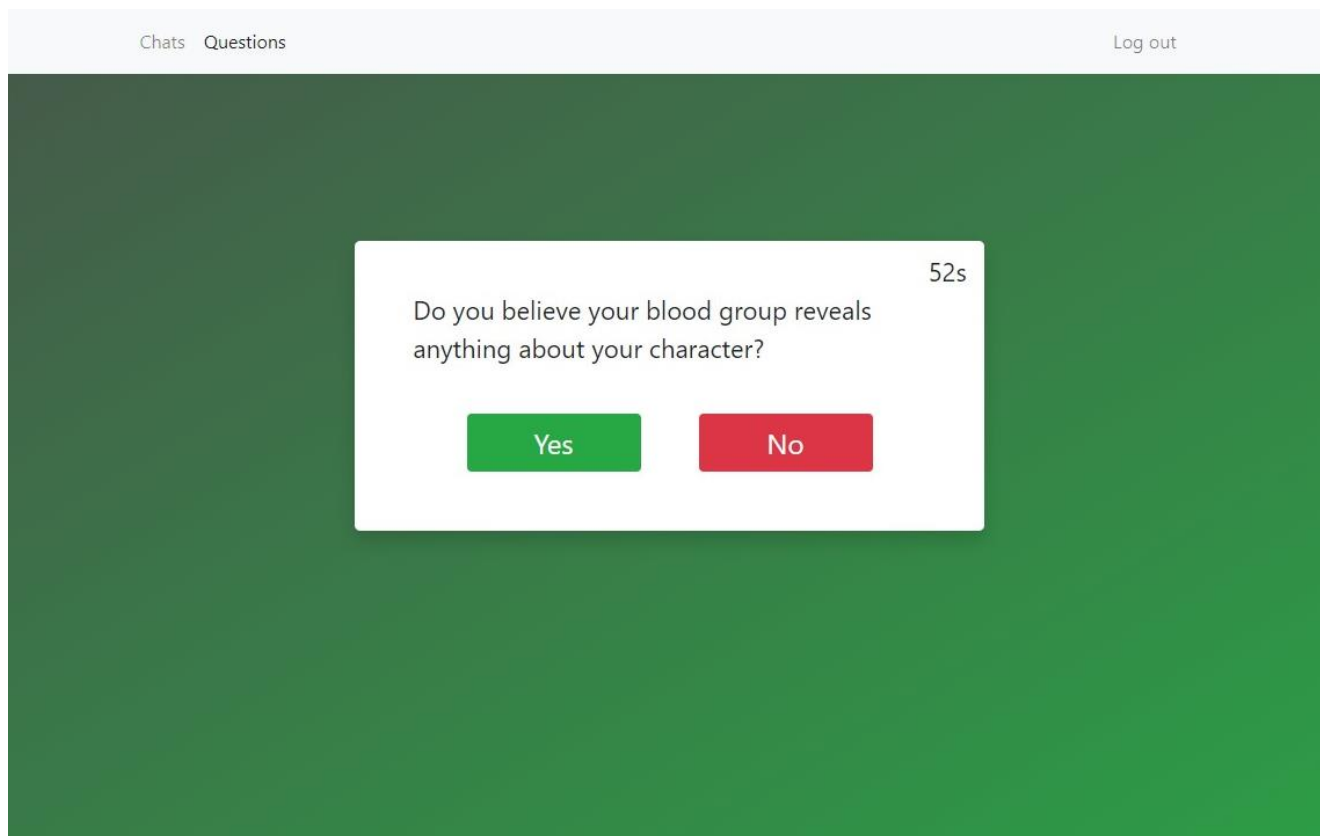 Chats Questions Log out
52s
Do you believe your blood group reveals
anything about your character?
Yes No